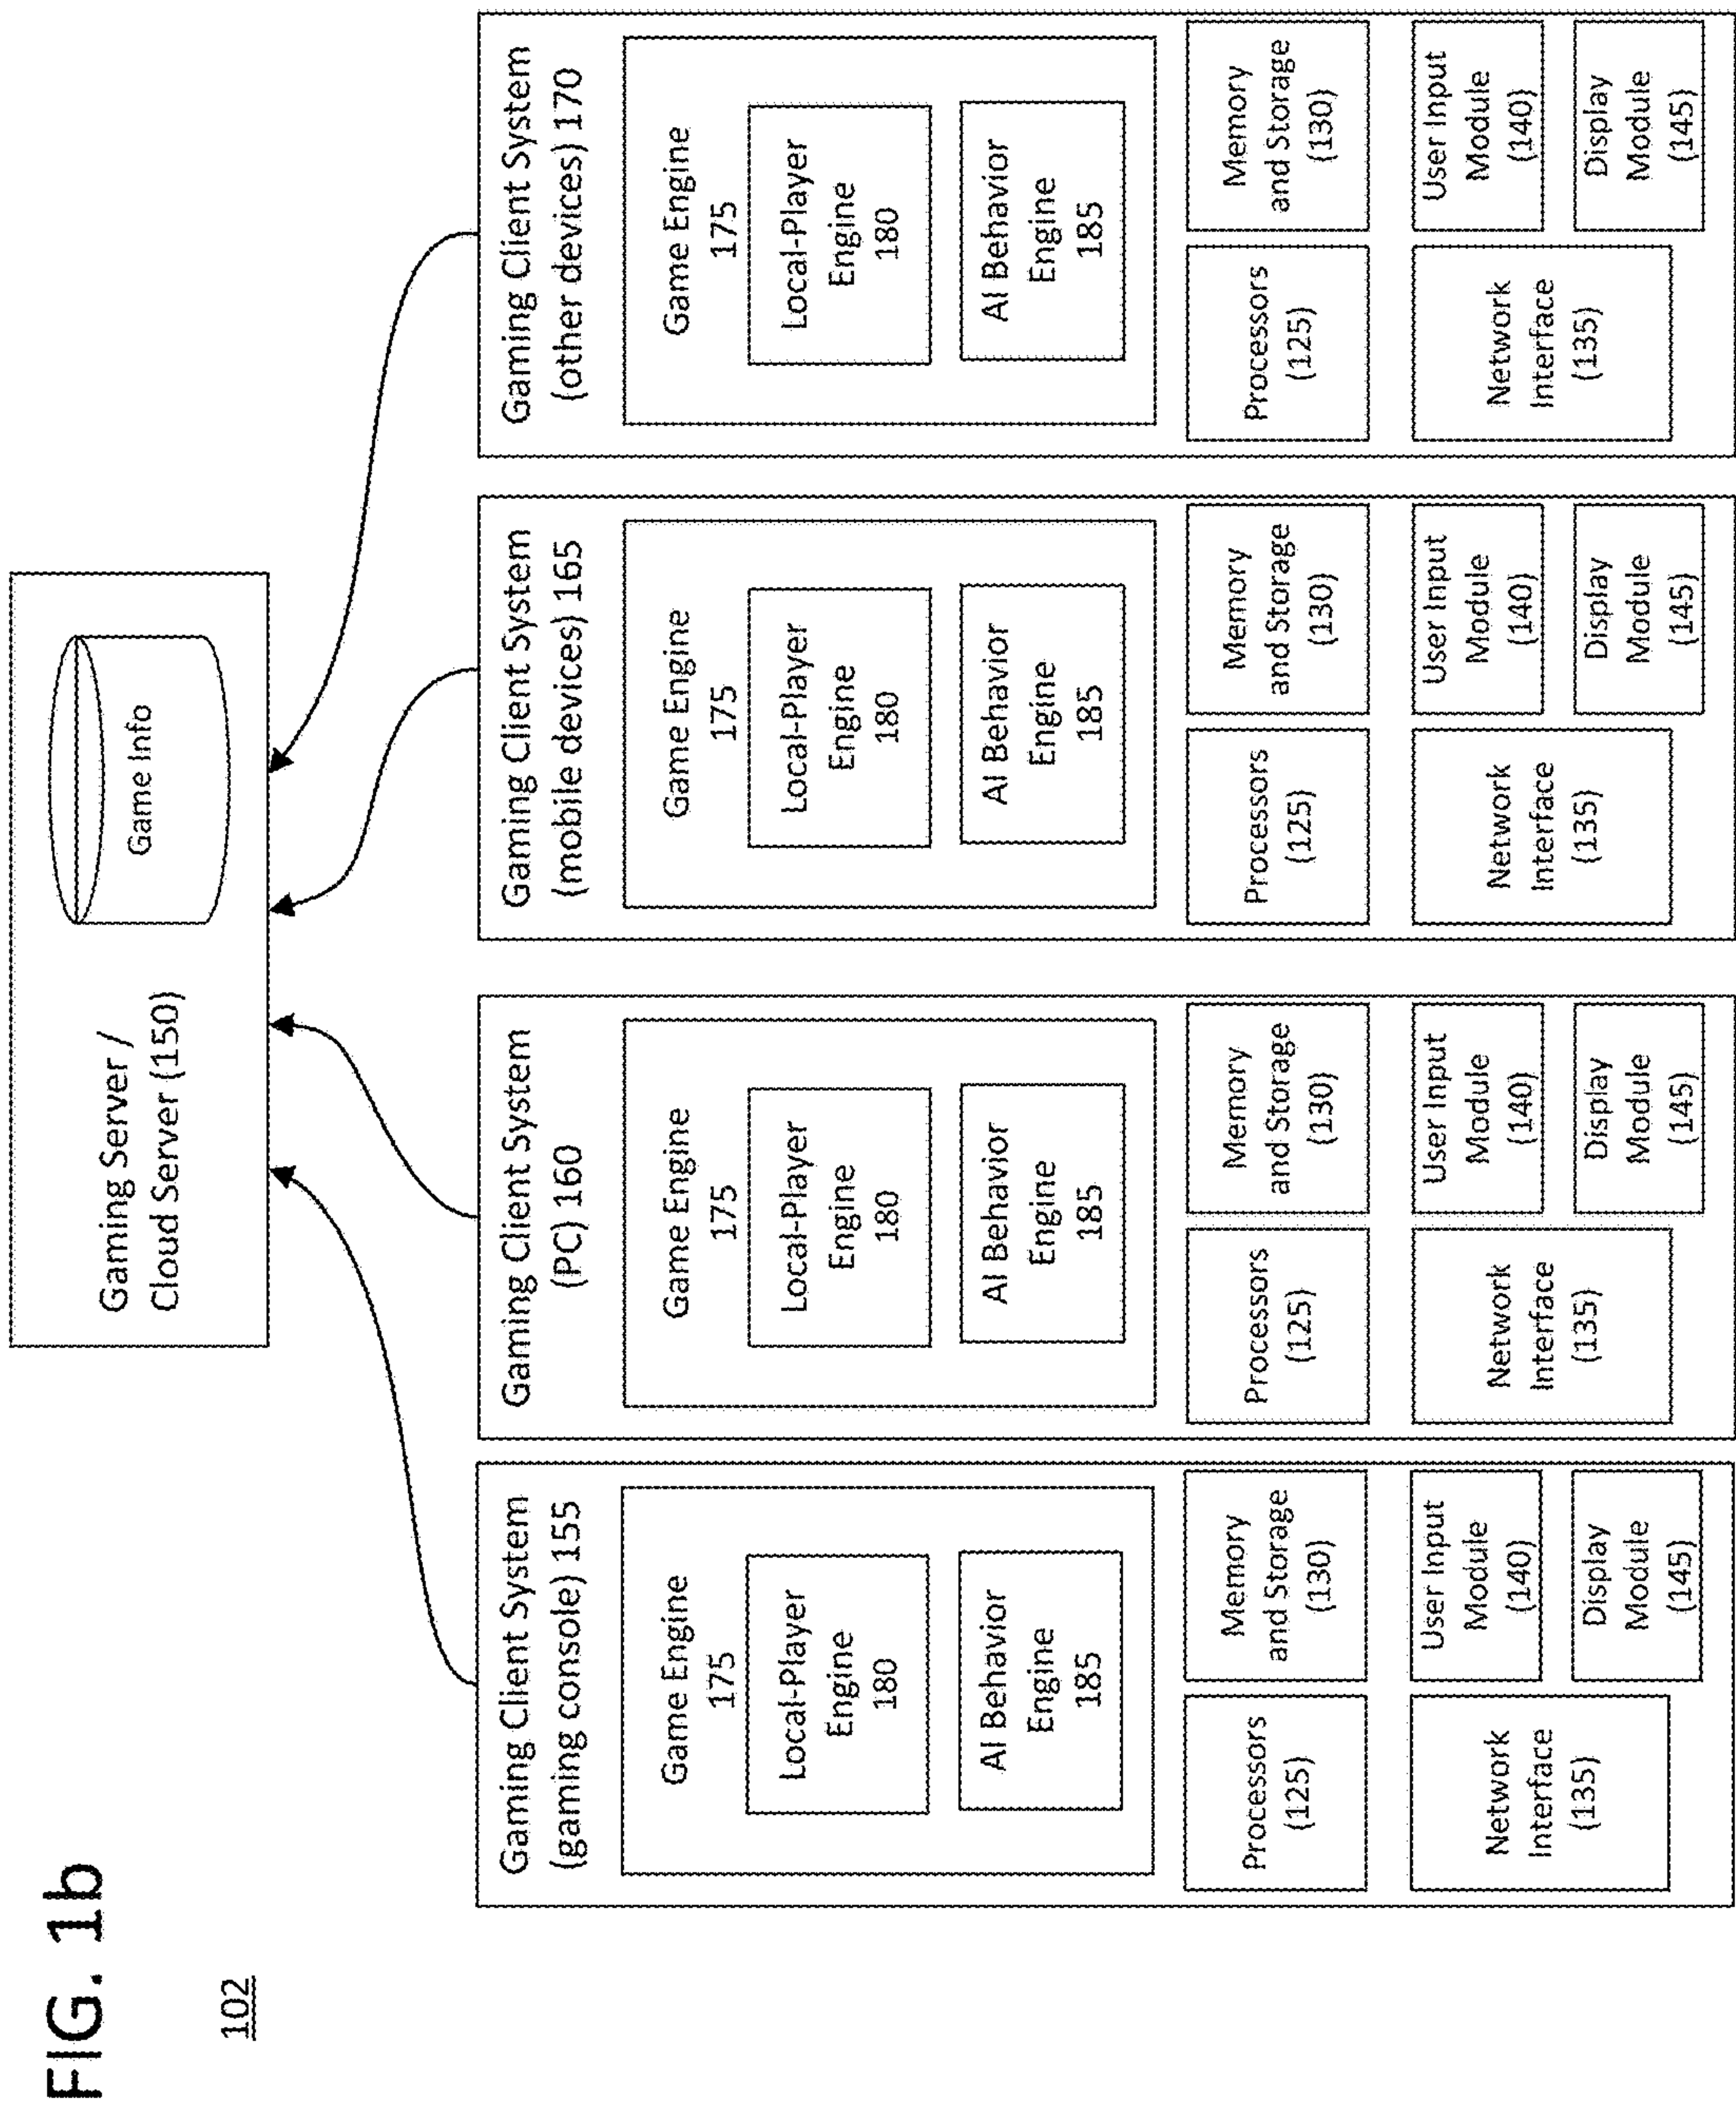 FIG. 1b
102
Gaming Server /
Cloud Server (150)
Game Info
Gaming Client System
(gaming console) 155
Game Engine
175
Local-Player
Engine
180
AI Behavior
Engine
185
Processors
(125)
Memory
and Storage
(130)
Network
Interface
(135)
User Input
Module
(140)
Display
Module
(145)
Gaming Client System
(PC) 160
Game Engine
175
Local-Player
Engine
180
AI Behavior
Engine
185
Processors
(125)
Memory
and Storage
(130)
Network
Interface
(135)
User Input
Module
(140)
Display
Module
(145)
Gaming Client System
(mobile devices) 165
Game Engine
175
Local-Player
Engine
180
AI Behavior
Engine
185
Processors
(125)
Memory
and Storage
(130)
Network
Interface
(135)
User Input
Module
(140)
Display
Module
(145)
Gaming Client System
(other devices) 170
Game Engine
175
Local-Player
Engine
180
AI Behavior
Engine
185
Processors
(125)
Memory
and Storage
(130)
Network
Interface
(135)
User Input
Module
(140)
Display
Module
(145)